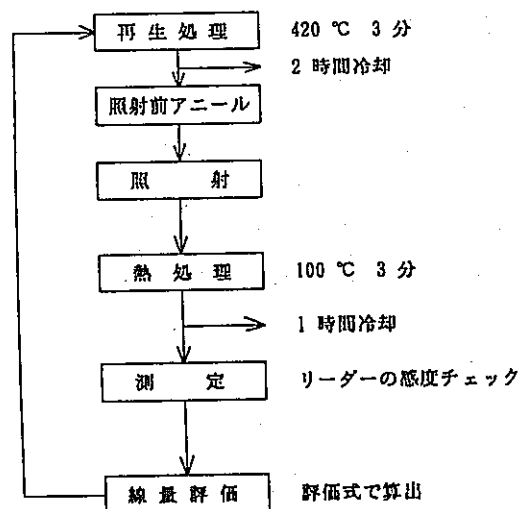 再生処理 420 ℃ 3 分
2 時間冷却
照射前アニール
照射
熱処理 100 ℃ 3 分
1 時間冷却
測定 リーダーの感度チェック
線量評価 評価式で算出